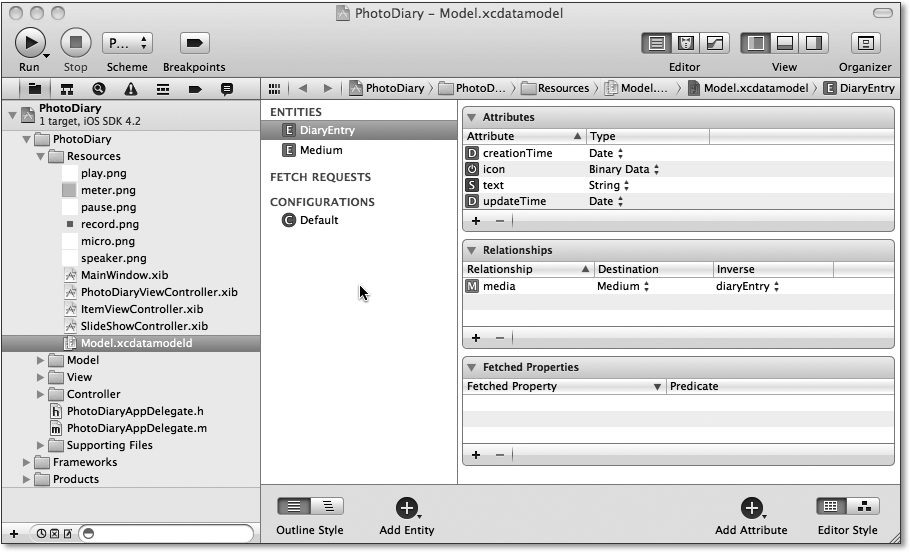 PhotoDiary – Model.xcdatamodel
P...
Run
Stop
Scheme
Breakpoints
Editor
View
Organizer
PhotoDiary
PhotoD...
Resources
Model....
Model.xcdatamodel
E DiaryEntry
PhotoDiary
1 target, iOS SDK 4.2
PhotoDiary
Resources
play.png
meter.png
pause.png
record.png
micro.png
speaker.png
MainWindow.xib
PhotoDiaryViewController.xib
ItemViewController.xib
SlideShowController.xib
Model.xcdatamodeld
Model
View
Controller
h PhotoDiaryAppDelegate.h
m PhotoDiaryAppDelegate.m
Supporting Files
Frameworks
Products
ENTITIES
E DiaryEntry
E Medium
FETCH REQUESTS
CONFIGURATIONS
C Default
Attributes
Attribute Type
D creationTime Date
icon Binary Data
S text String
D updateTime Date
+ −
Relationships
Relationship Destination Inverse
M media Medium diaryEntry
+ −
Fetched Properties
Fetched Property Predicate
+ −
Outline Style
Add Entity
Add Attribute
Editor Style